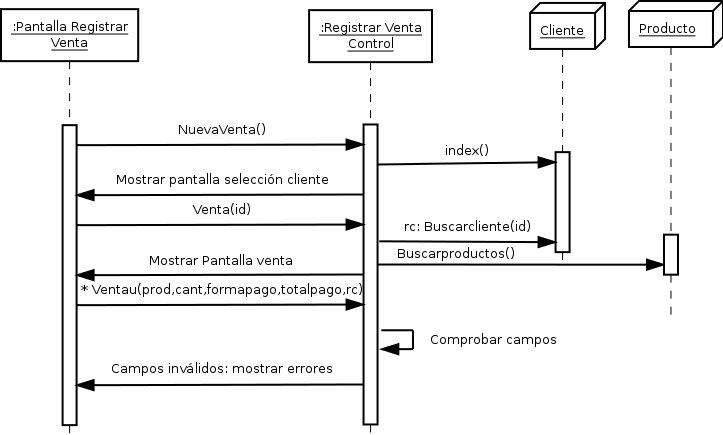 :Pantalla Registrar
Venta
:Registrar Venta
Control
Cliente
Producto
NuevaVenta()
index()
Mostrar pantalla selección cliente
Venta(id)
rc: Buscarcliente(id)
Buscarproductos()
Mostrar Pantalla venta
* Ventau(prod,cant,formapago,totalpago,rc)
Comprobar campos
Campos inválidos: mostrar errores